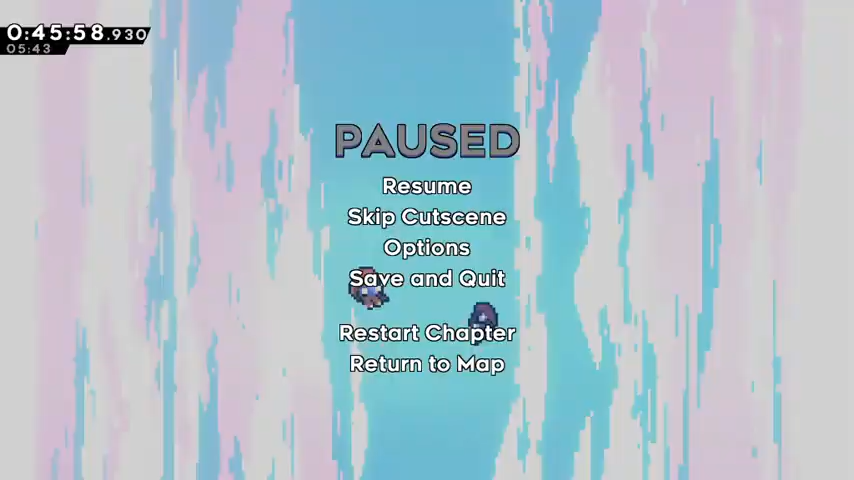 0:45:58.930
05:43
PAUSED
Resume
Skip Cutscene
Options
Save and Quit
Restart Chapter
Return to Map